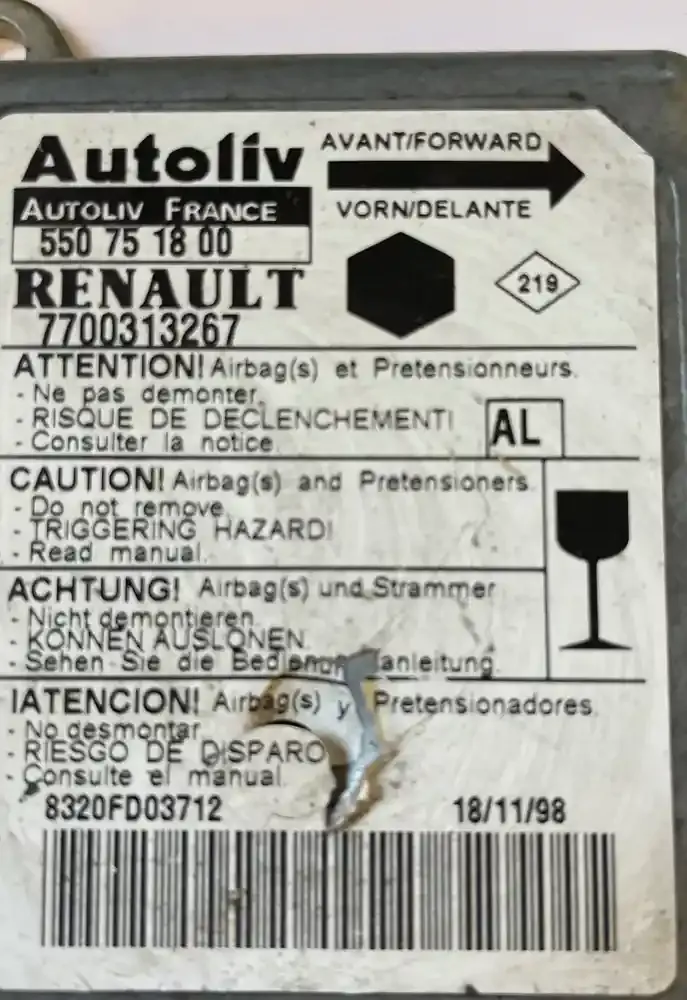 Autoliv
AVANT/FORWARD
AUTOLIV FRANCE
VORN/DELANTE
550 75 18 00
RENAULT
219
7700313267
ATTENTION! Airbag(s) et Pretensionneurs.
- Ne pas demonter.
- RISQUE DE DECLENCHEMENT!
AL
- Consulter la notice.
CAUTION! Airbag(s) and Pretensioners.
- Do not remove.
- TRIGGERING HAZARD!
- Read manual.
ACHTUNG! Airbag(s) und Strammer
- Nicht demontieren.
- KONNEN AUSLONEN.
- Sehen Sie die
IATENCION! Airbag(s) y Pretensionadores.
- No desmontar.
- RIESGO DE DISPARO
- Consulte el manual.
8320FD03712
18/11/98